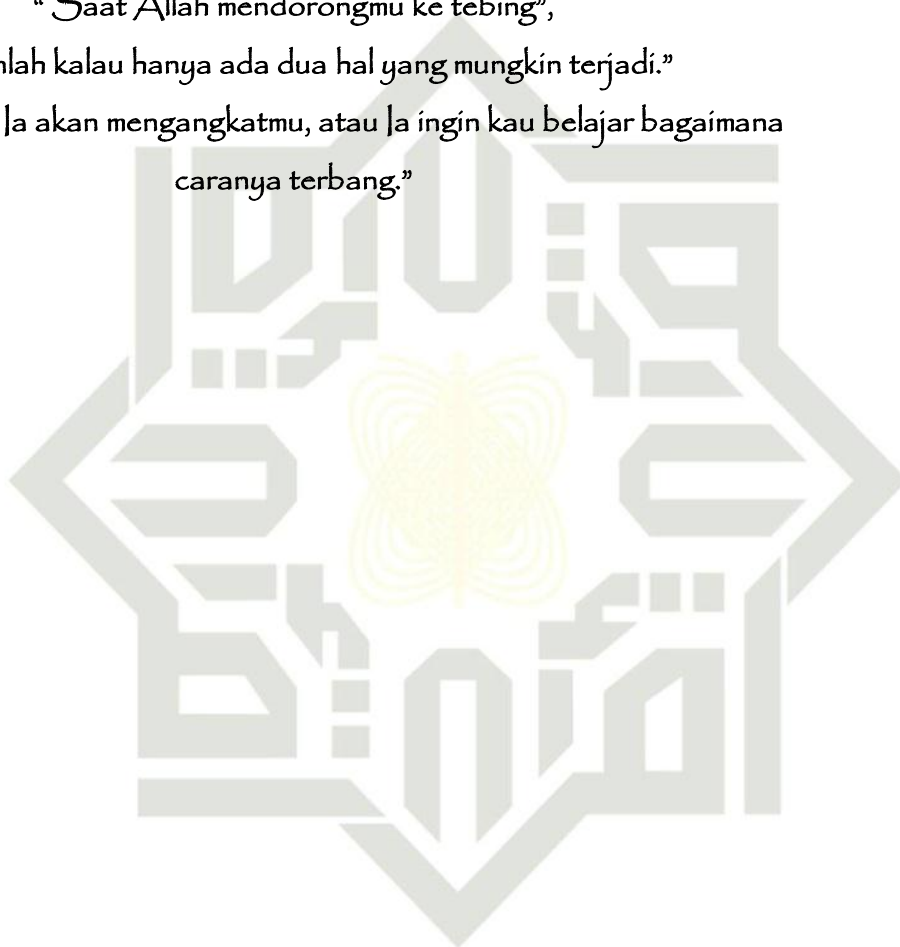 “ Saat Allah mendorongmu ke tebing”,
kalau hanya ada dua hal yang mungkin terjadi.”
Ia akan mengangkatmu, atau Ia ingin kau belajar bagaimana
caranya terbang.”